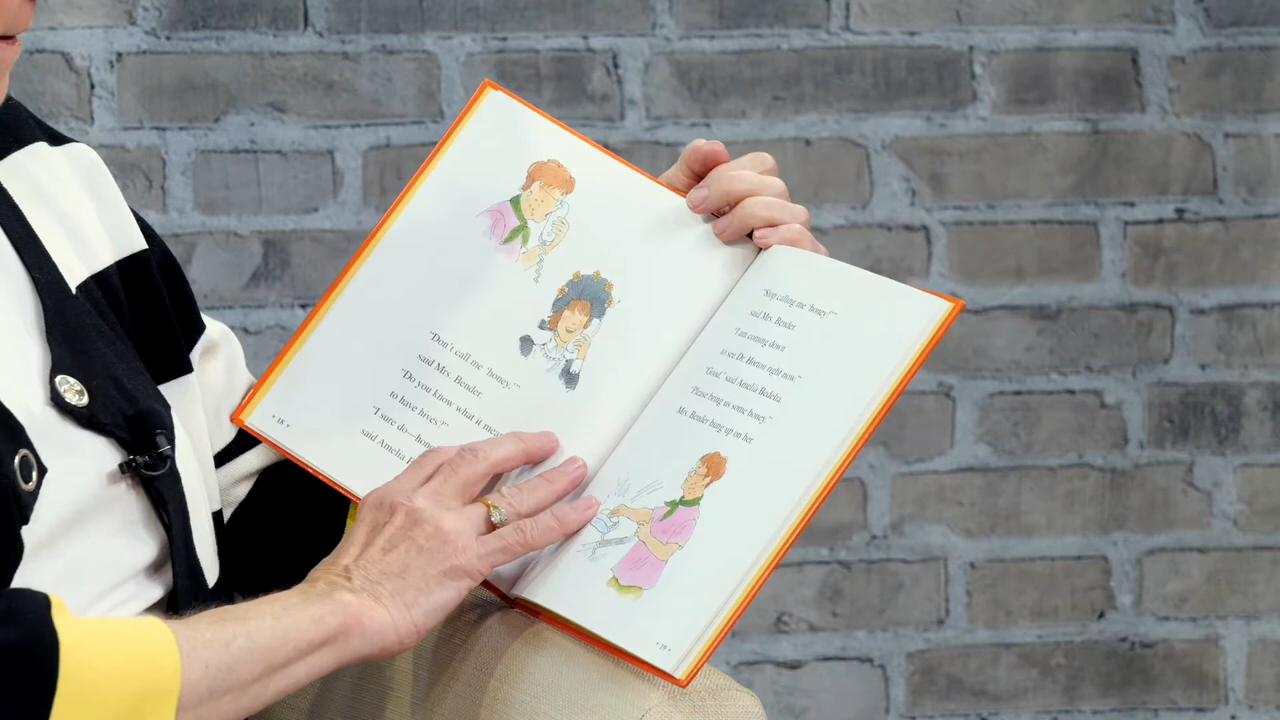 "Don't call me 'honey,'"
said Mrs. Bender.
"Do you know what it
to have hives?"
"I sure do—
said Amelia
• 18 •
"Stop calling me 'honey!'"
said Mrs. Bender.
"I am coming down
to see Dr. Horton right now."
"Good," said Amelia Bedelia.
"Please bring us some honey."
Mrs. Bender hung up on her.
• 19 •